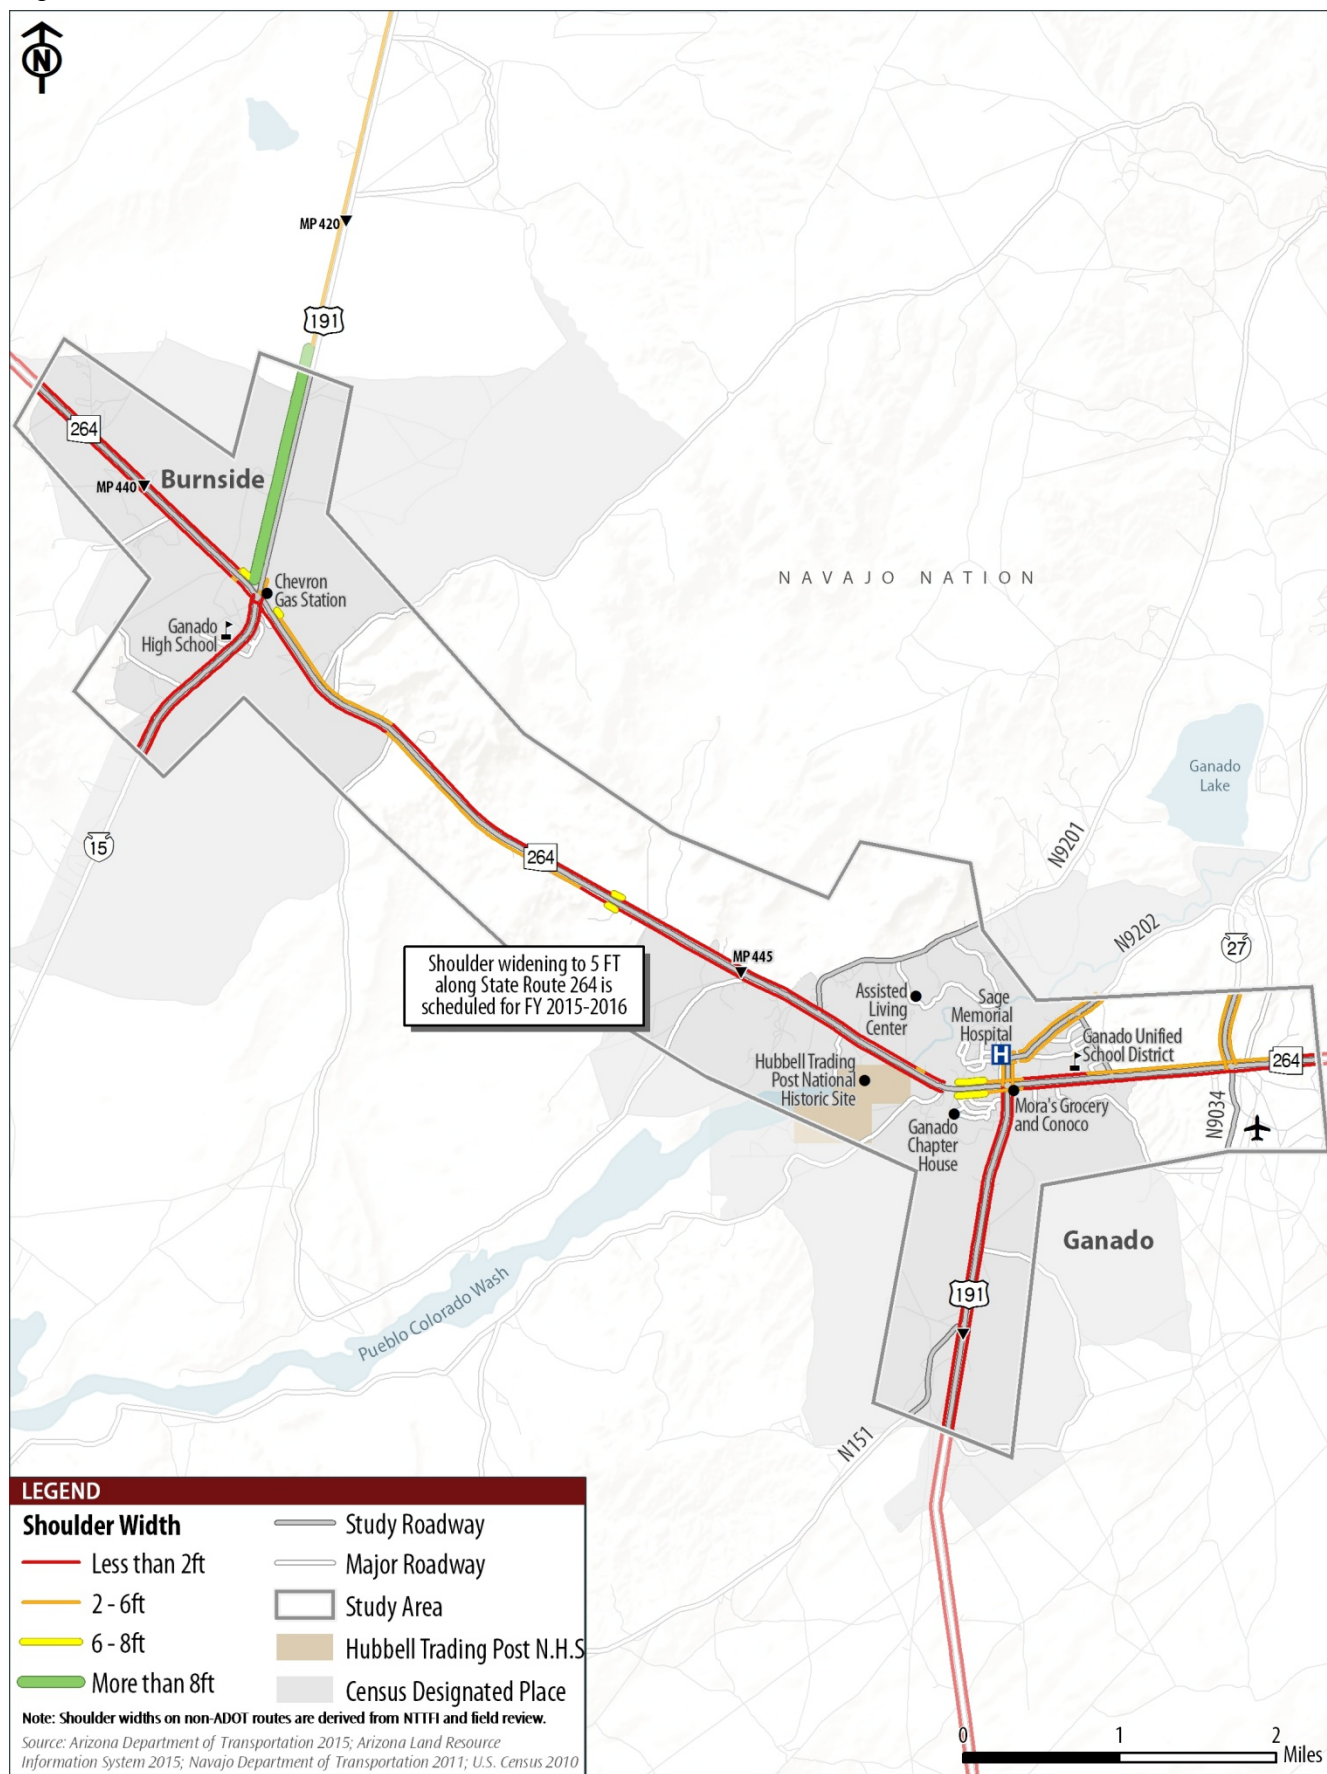 N
MP 420
191
264
MP 440
Burnside
Chevron
Gas Station
Ganado
High School
NAVAJO NATION
Ganado
Lake
15
264
N9201
N9202
27
MP 445
Shoulder widening to 5 FT
along State Route 264 is
scheduled for FY 2015-2016
Assisted
Living
Center
Sage
Memorial
Hospital
H
Ganado Unified
School District
264
Hubbell Trading
Post National
Historic Site
Mora's Grocery
and Conoco
N9034
Ganado
Chapter
House
Ganado
191
Pueblo Colorado Wash
N151
LEGEND
Shoulder Width
Less than 2ft
2 - 6ft
6 - 8ft
More than 8ft
Study Roadway
Major Roadway
Study Area
Hubbell Trading Post N.H.S
Census Designated Place
Note: Shoulder widths on non-ADOT routes are derived from NTTFI and field review.
Source: Arizona Department of Transportation 2015; Arizona Land Resource
Information System 2015; Navajo Department of Transportation 2011; U.S. Census 2010
0 1 2
Miles